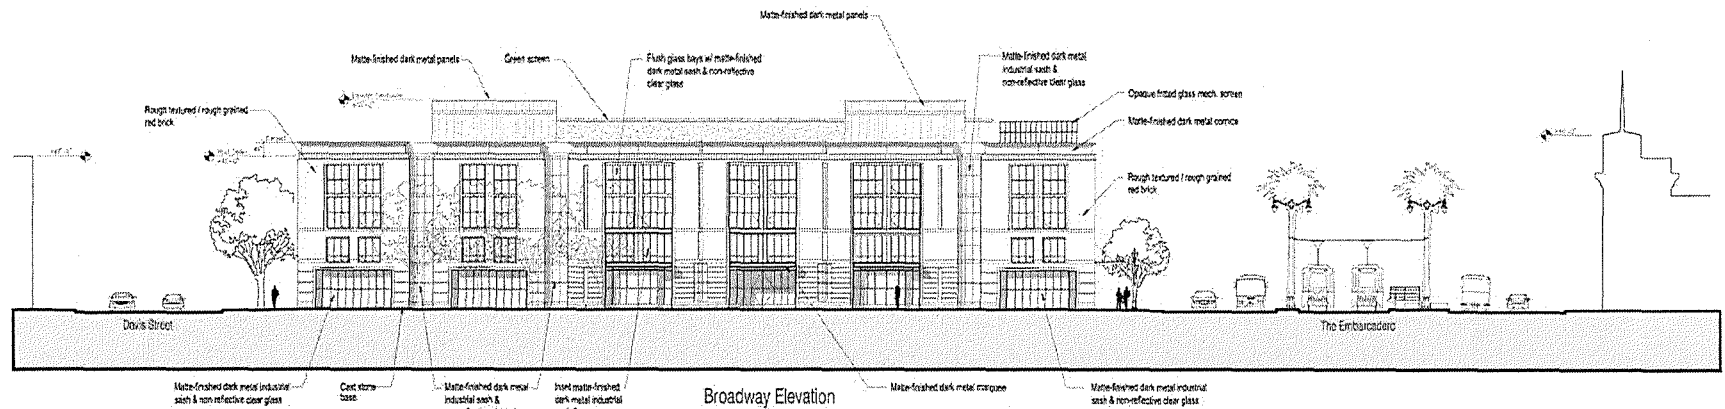 Matte-finished dark metal panels
Matte-finished dark metal panels
Green screen
Flush glass bays w/ matte-finished
dark metal sash & non-reflective
clear glass
Matte-finished dark metal
industrial sash &
non-reflective clear glass
Opaque fritted glass mech. screen
Matte-finished dark metal cornice
Rough textured / rough grained
red brick
Rough textured / rough grained
red brick
Davis Street
The Embarcadero
Matte-finished dark metal industrial
sash & non-reflective clear glass
Cast stone
base
Matte-finished dark metal
industrial sash &
Inset matte-finished
dark metal industrial
Broadway Elevation
Matte-finished dark metal marquee
Matte-finished dark metal industrial
sash & non-reflective clear glass